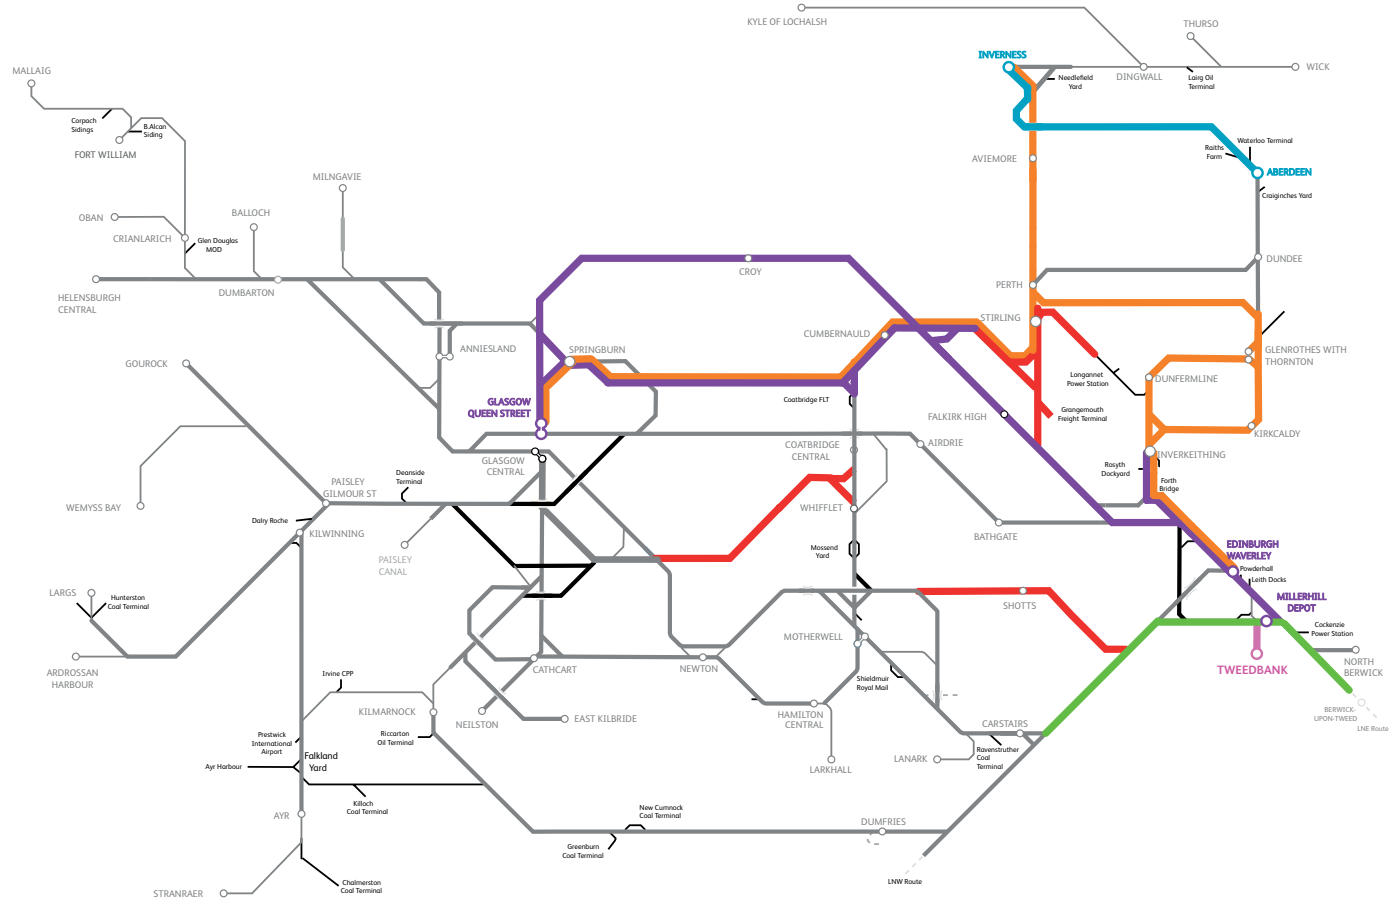 KYLE OF LOCHALSH
THURSO
INVERNESS
Needlefield
Yard
DINGWALL
Lairg Oil
Terminal
WICK
MALLAIG
Corpach
Sidings
B.Alcan
Siding
FORT WILLIAM
AVIEMORE
Waterloo Terminal
Raiths
Farm
ABERDEEN
Craiginches Yard
MILNGAVIE
OBAN
BALLOCH
CRIANLARICH
Glen Douglas
MOD
DUNDEE
CROY
PERTH
HELENSBURGH
CENTRAL
DUMBARTON
STIRLING
CUMBERNAULD
ANNIESLAND
SPRINGBURN
GLENROTHES WITH
THORNTON
GOUROCK
Longannet
Power Station
DUNFERMLINE
GLASGOW
QUEEN STREET
Coatbridge FLT
FALKIRK HIGH
Grangemouth
Freight Terminal
KIRKCALDY
COATBRIDGE
CENTRAL
AIRDRIE
INVERKEITHING
GLASGOW
CENTRAL
Rosyth
Dockyard
Forth
Bridge
Deanside
Terminal
PAISLEY
GILMOUR ST
WEMYSS BAY
WHIFFLET
Dalry Roche
KILWINNING
BATHGATE
PAISLEY
CANAL
Mossend
Yard
EDINBURGH
WAVERLEY
Powderhall
Leith Docks
LARGS
Hunterston
Coal Terminal
SHOTTS
MILLERHILL
DEPOT
Cockenzie
Power Station
MOTHERWELL
ARDROSSAN
HARBOUR
CATHCART
NEWTON
TWEEDBANK
NORTH
BERWICK
Irvine CPP
Shieldmuir
Royal Mail
KILMARNOCK
NEILSTON
EAST KILBRIDE
HAMILTON
CENTRAL
CARSTAIRS
BERWICK-
UPON-TWEED
LNE Route
Prestwick
International
Airport
Riccarton
Oil Terminal
Falkland
Yard
Ayr Harbour
LARKHALL
LANARK
Ravenstruther
Coal
Terminal
Killoch
Coal Terminal
AYR
New Cumnock
Coal Terminal
DUMFRIES
Greenburn
Coal Terminal
LNW Route
Chalmerston
Coal Terminal
STRANRAER